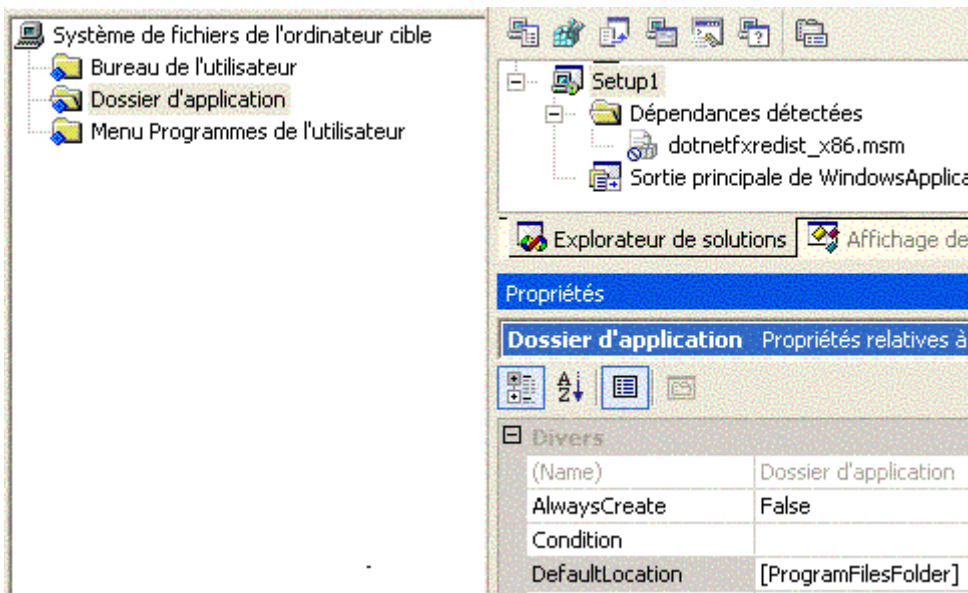 Système de fichiers de l'ordinateur cible
Bureau de l'utilisateur
Dossier d'application
Menu Programmes de l'utilisateur
Setup1
Dépendances détectées
dotnetfxredist_x86.msm
Sortie principale de WindowsApplica
Explorateur de solutions
Affichage de
Propriétés
Dossier d'application Propriétés relatives à
Divers
(Name) Dossier d'application
AlwaysCreate False
Condition
DefaultLocation [ProgramFilesFolder]